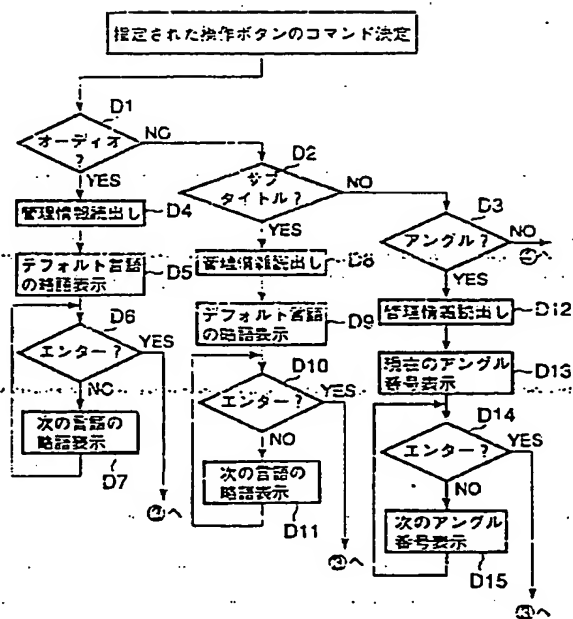 指定された操作ボタンのコマンド決定
D1
オーディオ
?
NO
YES
D2
サブ
タイトル?
NO
YES
D3
アングル?
NO
YES
管理情報読出し
D4
デフォルト言語
の略語表示
D5
D6
エンター?
YES
NO
次の言語の
略語表示
D7
管理情報読出し
D8
デフォルト言語
の略語表示
D9
D10
エンター?
YES
NO
次の言語の
略語表示
D11
管理情報読出し
D12
現在のアングル
番号表示
D13
D14
エンター?
YES
NO
次のアングル
番号表示
D15
へ
へ
へ
へ